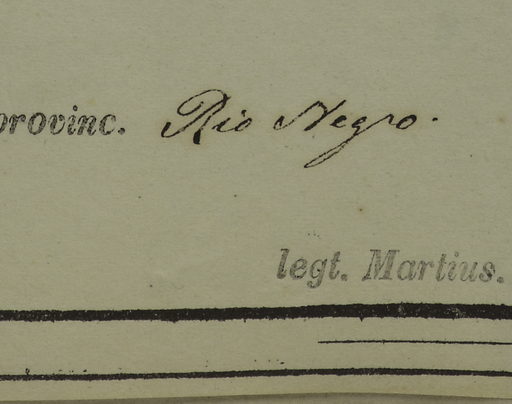 provinc. Rio Negro.
legt. Martius.